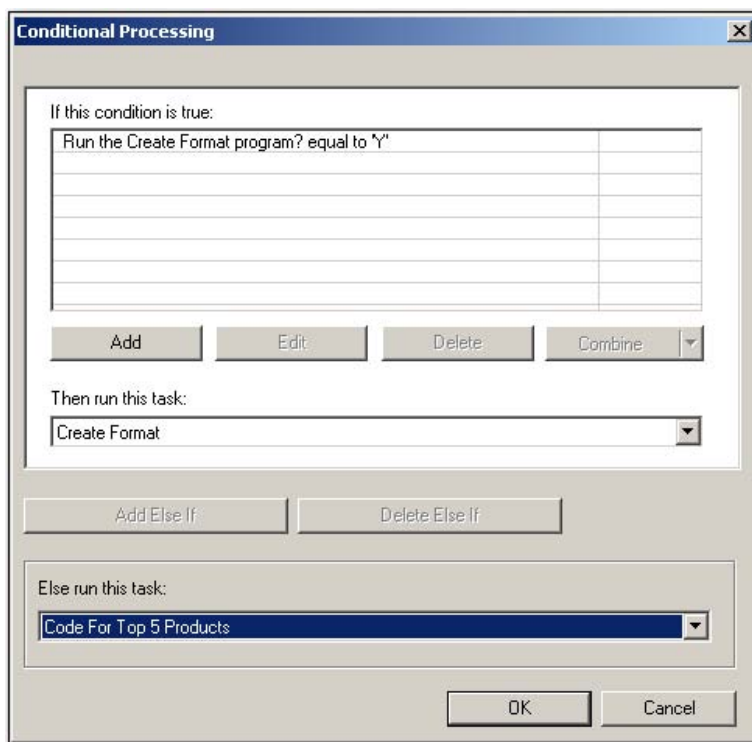 Conditional Processing
If this condition is true:
Run the Create Format program? equal to 'Y'
Add Edit Delete Combine
Then run this task:
Create Format
Add Else If Delete Else If
Else run this task:
Code For Top 5 Products
OK Cancel